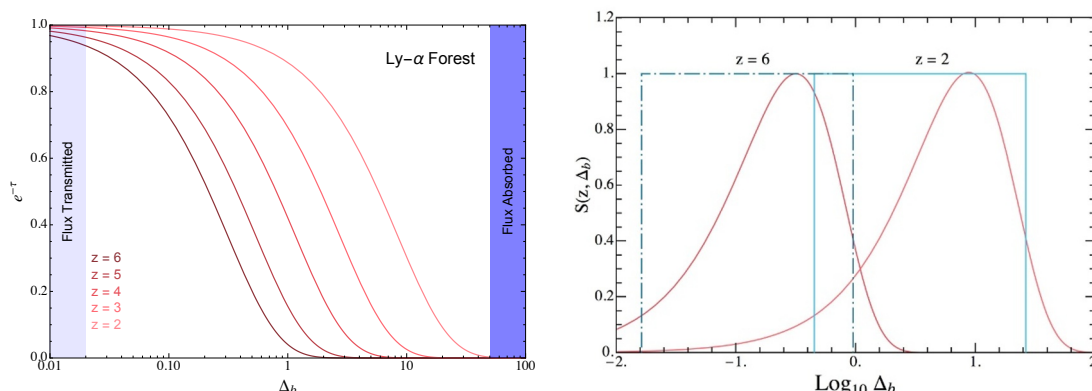 Ly-α Forest
Flux Transmitted
Flux Absorbed
e^{-τ}
1.0
0.8
0.6
0.4
0.2
0.0
z = 6
z = 5
z = 4
z = 3
z = 2
0.01 0.10 1 10 100
Δ_b
S(z, Δ_b)
1.2
1.
0.8
0.6
0.4
0.2
0.
z = 6 z = 2
-2. -1. 0. 1.
Log₁₀ Δ_b